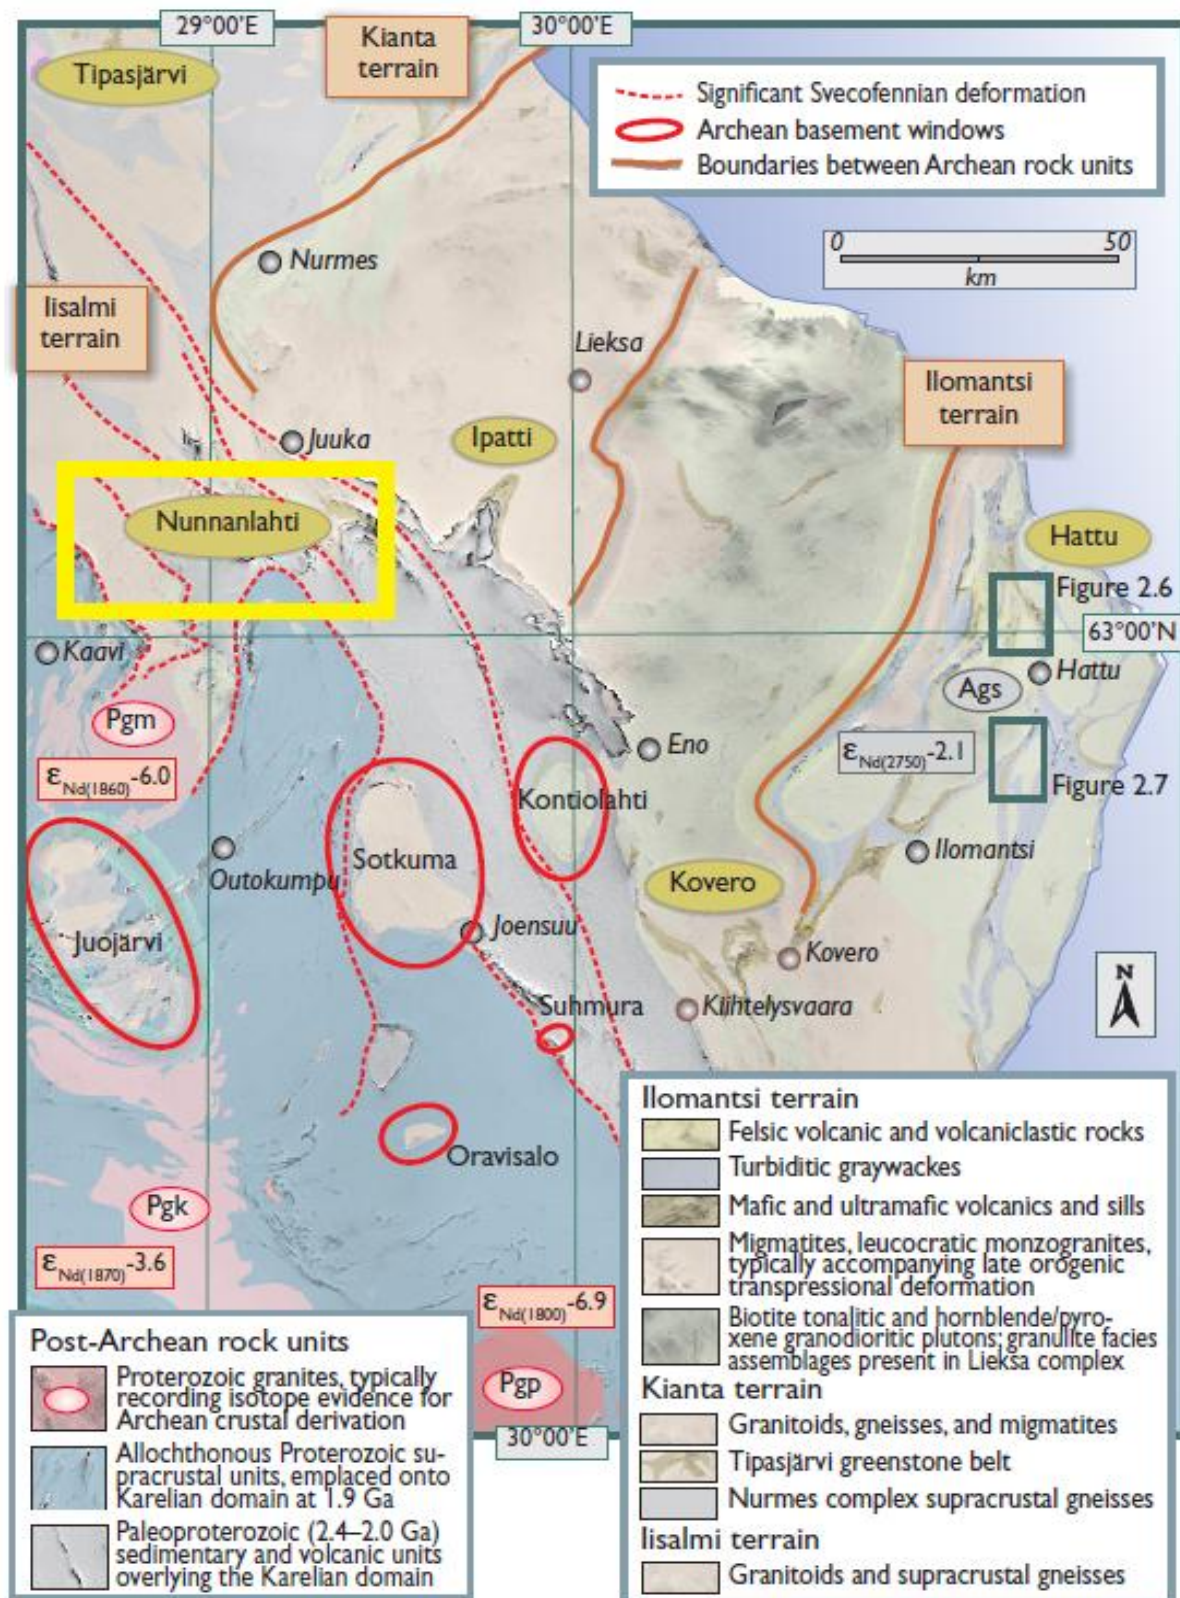 29°00'E
30°00'E
Kianta
terrain
Tipasjärvi
Significant Svecofennian deformation
Archean basement windows
Boundaries between Archean rock units
0
50
km
Nurmes
Iisalmi
terrain
Lieksa
Ilomantsi
terrain
Juuka
Ipatti
Nunnanlahti
Hattu
Figure 2.6
63°00'N
Kaavi
Hattu
Ags
Pgm
Eno
εNd(2750)-2.1
εNd(1860)-6.0
Figure 2.7
Kontiolahti
Outokumpu
Sotkuma
Ilomantsi
Kovero
Juojärvi
Joensuu
Kovero
N
Suhmura
Kiihtelysvaara
Oravisalo
Pgk
εNd(1870)-3.6
εNd(1800)-6.9
Pgp
30°00'E
Ilomantsi terrain
Felsic volcanic and volcaniclastic rocks
Turbiditic graywackes
Mafic and ultramafic volcanics and sills
Migmatites, leucocratic monzogranites,
typically accompanying late orogenic
transpressional deformation
Biotite tonalitic and hornblende/pyro-
xene granodioritic plutons; granulite facies
assemblages present in Lieksa complex
Kianta terrain
Granitoids, gneisses, and migmatites
Tipasjärvi greenstone belt
Nurmes complex supracrustal gneisses
Iisalmi terrain
Granitoids and supracrustal gneisses
Post-Archean rock units
Proterozoic granites, typically
recording isotope evidence for
Archean crustal derivation
Allochthonous Proterozoic su-
pracrustal units, emplaced onto
Karelian domain at 1.9 Ga
Paleoproterozoic (2.4–2.0 Ga)
sedimentary and volcanic units
overlying the Karelian domain